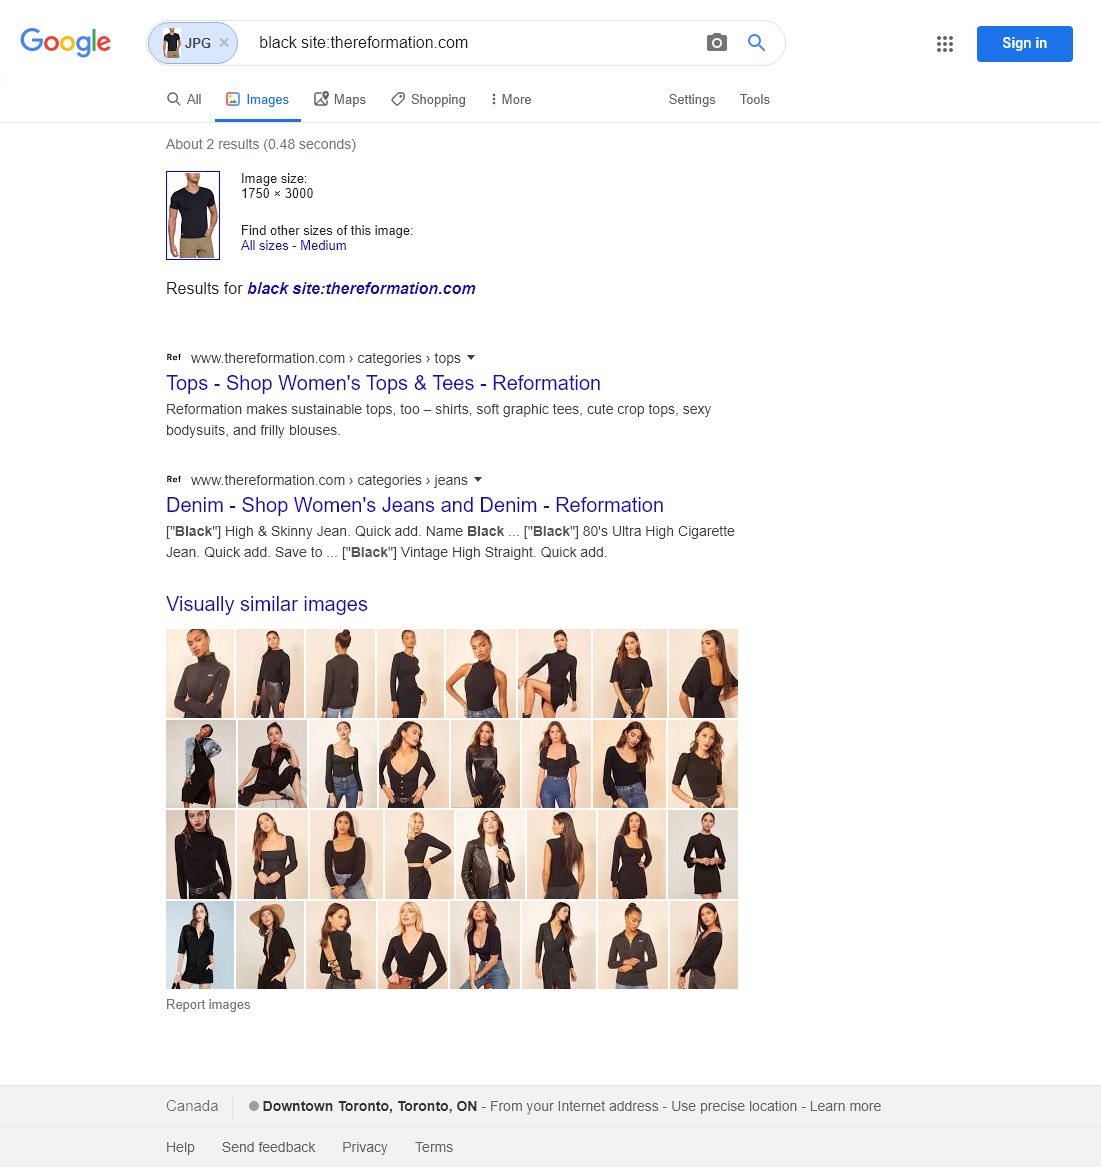 Google
JPG × black site:thereformation.com
Sign in
All Images Maps Shopping More Settings Tools
About 2 results (0.48 seconds)
Image size:
1750 × 3000
Find other sizes of this image:
All sizes - Medium
Results for black site:thereformation.com
Ref www.thereformation.com › categories › tops
Tops - Shop Women's Tops & Tees - Reformation
Reformation makes sustainable tops, too – shirts, soft graphic tees, cute crop tops, sexy
bodysuits, and frilly blouses.
Ref www.thereformation.com › categories › jeans
Denim - Shop Women's Jeans and Denim - Reformation
["Black"] High & Skinny Jean. Quick add. Name Black ... ["Black"] 80's Ultra High Cigarette
Jean. Quick add. Save to ... ["Black"] Vintage High Straight. Quick add.
Visually similar images
Report images
Canada Downtown Toronto, Toronto, ON - From your Internet address - Use precise location - Learn more
Help Send feedback Privacy Terms